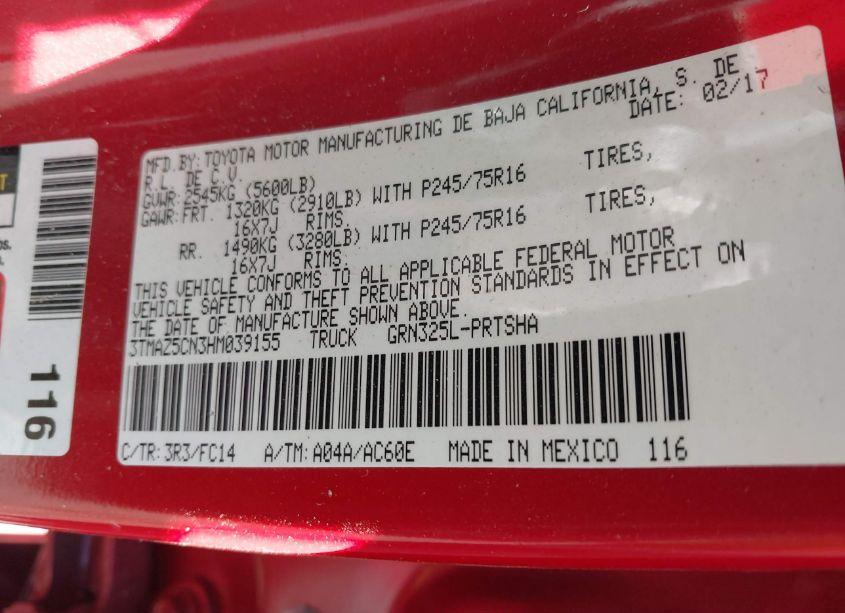 MFD. BY: TOYOTA MOTOR MANUFACTURING DE BAJA CALIFORNIA, S. DE
R.L. DE C.V. DATE: 02/17
GVWR: 2545KG (5600LB)
GAWR: FRT. 1320KG (2910LB) WITH P245/75R16 TIRES,
16X7J RIMS.
RR. 1490KG (3280LB) WITH P245/75R16 TIRES,
16X7J RIMS.
THIS VEHICLE CONFORMS TO ALL APPLICABLE FEDERAL MOTOR
VEHICLE SAFETY AND THEFT PREVENTION STANDARDS IN EFFECT ON
THE DATE OF MANUFACTURE SHOWN ABOVE.
3TMAZ5CN3HM039155 TRUCK GRN325L-PRTSHA
C/TR: 3R3/FC14 A/TM: A04A/AC60E MADE IN MEXICO 116
116